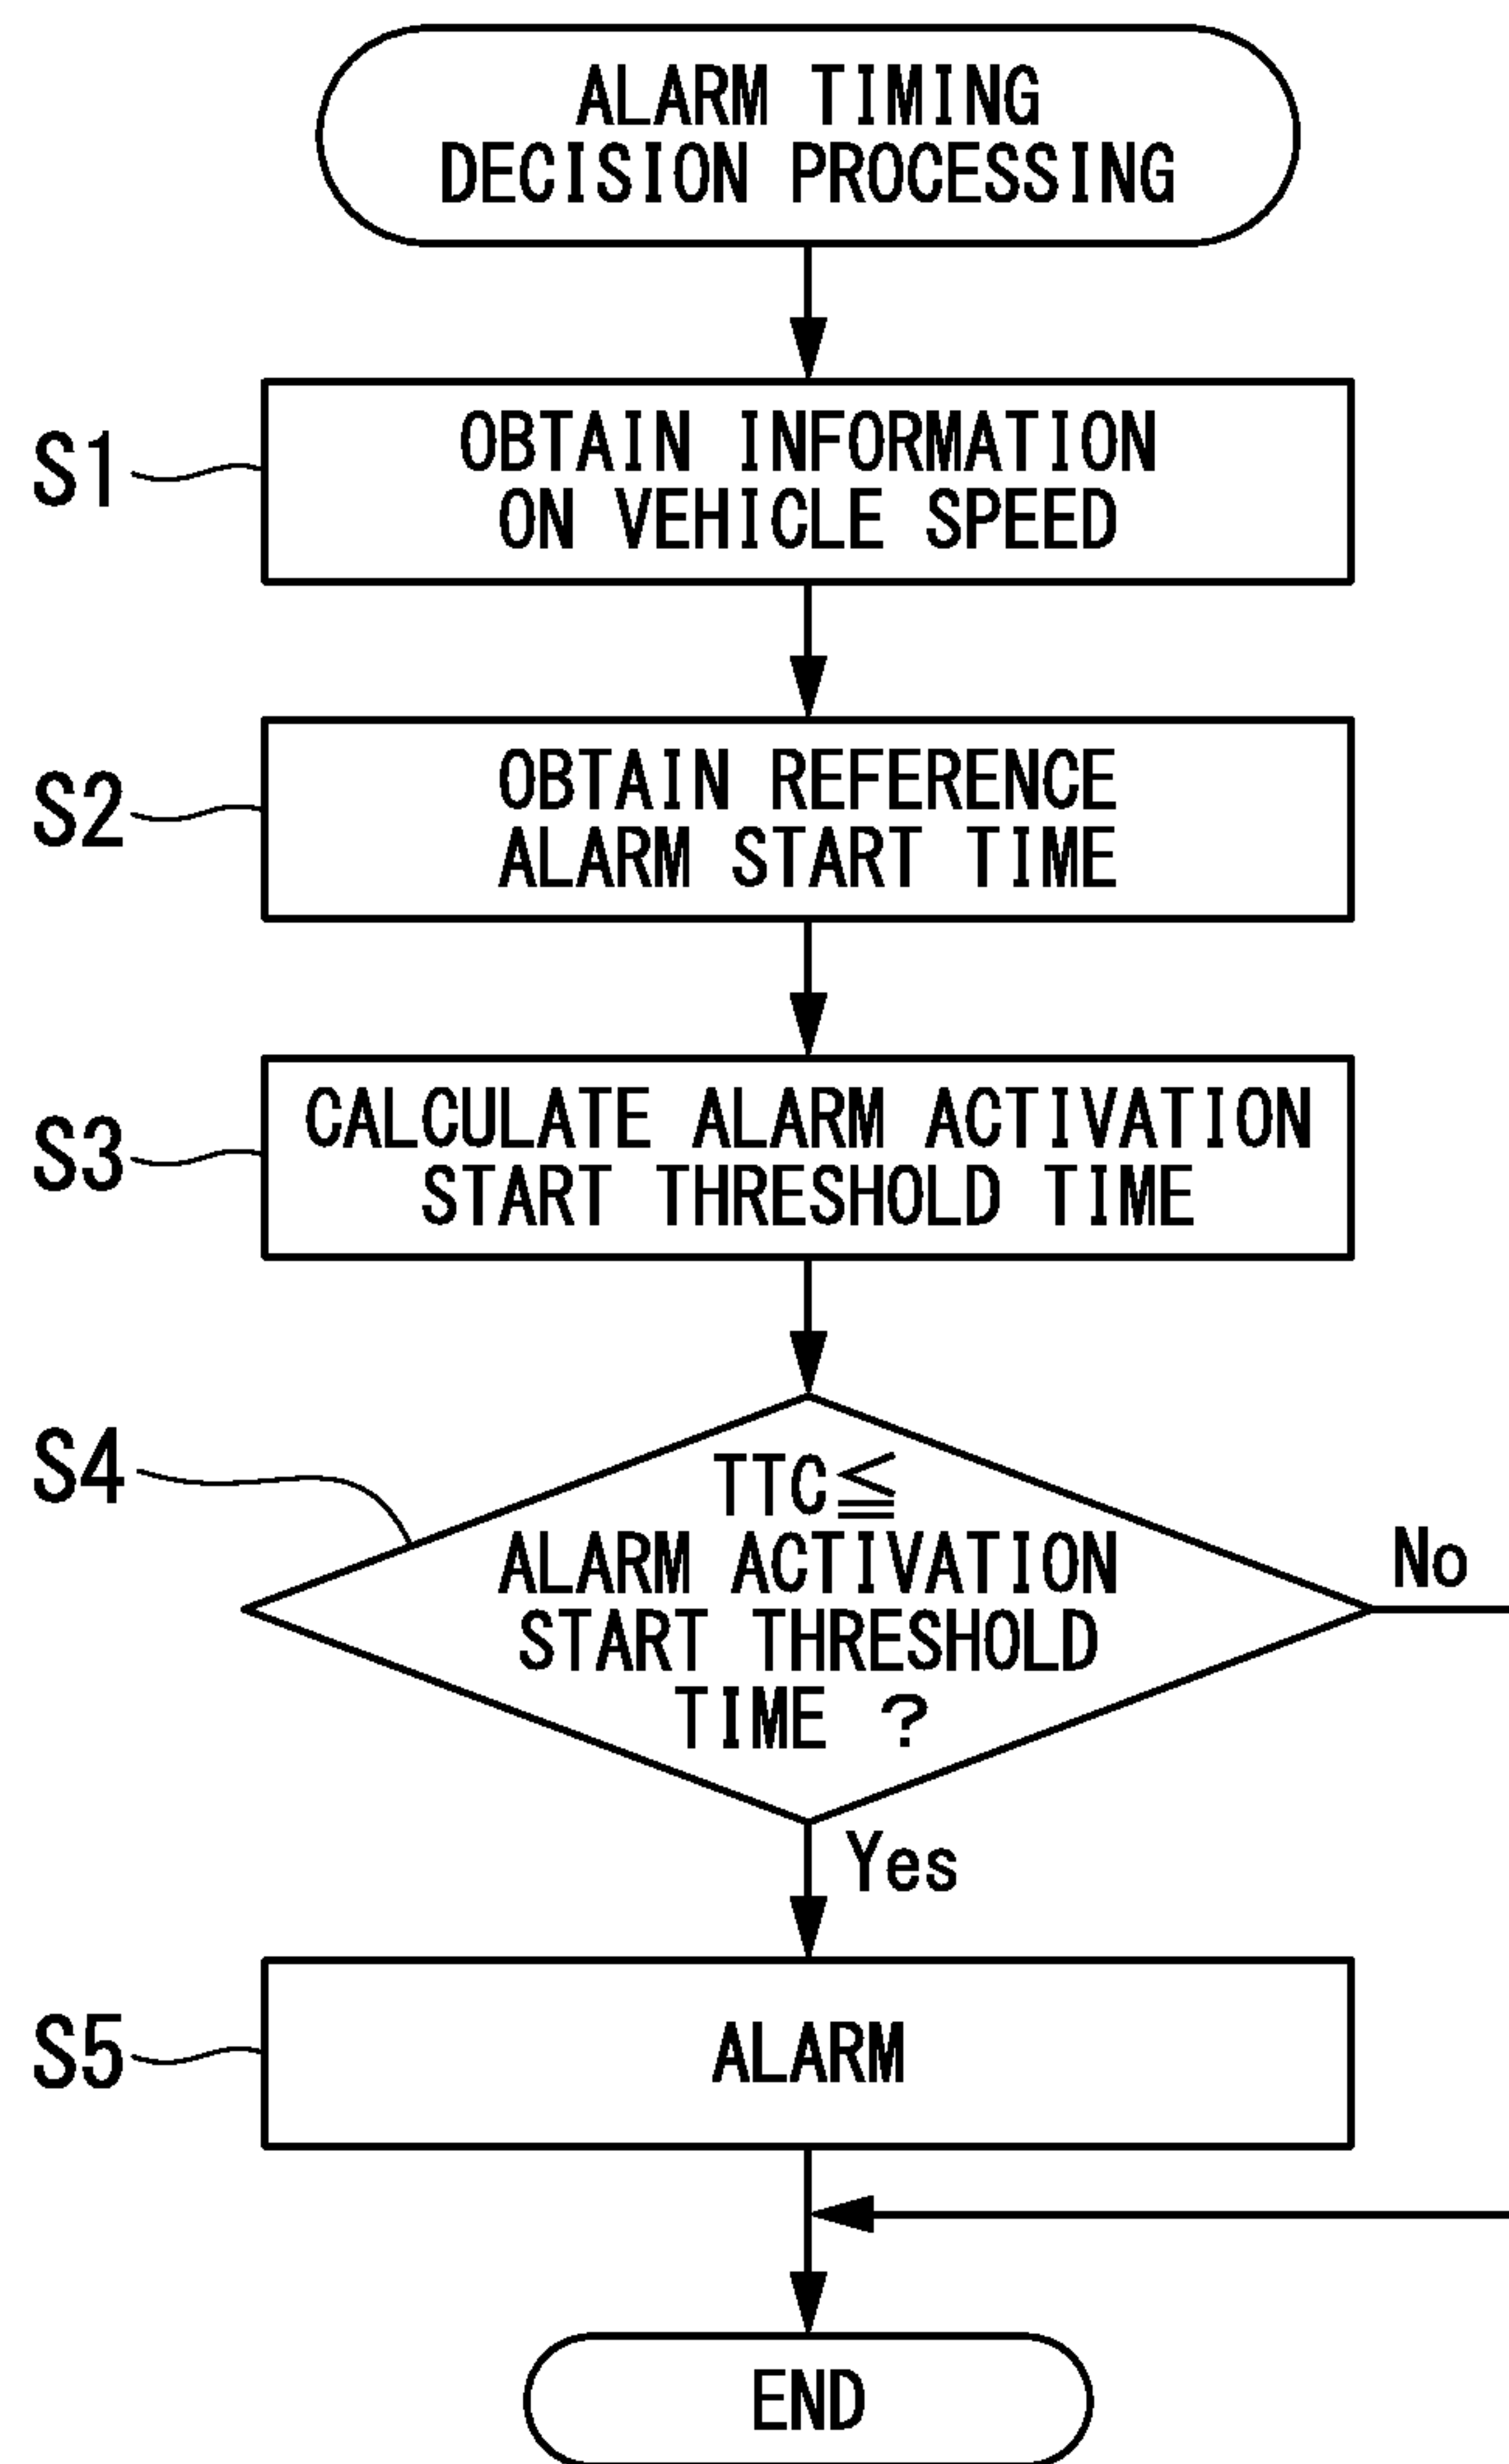 ALARM TIMING
DECISION PROCESSING
S1
OBTAIN INFORMATION
ON VEHICLE SPEED
S2
OBTAIN REFERENCE
ALARM START TIME
S3
CALCULATE ALARM ACTIVATION
START THRESHOLD TIME
S4
TTC≦
ALARM ACTIVATION
START THRESHOLD
TIME ?
No
Yes
S5
ALARM
END